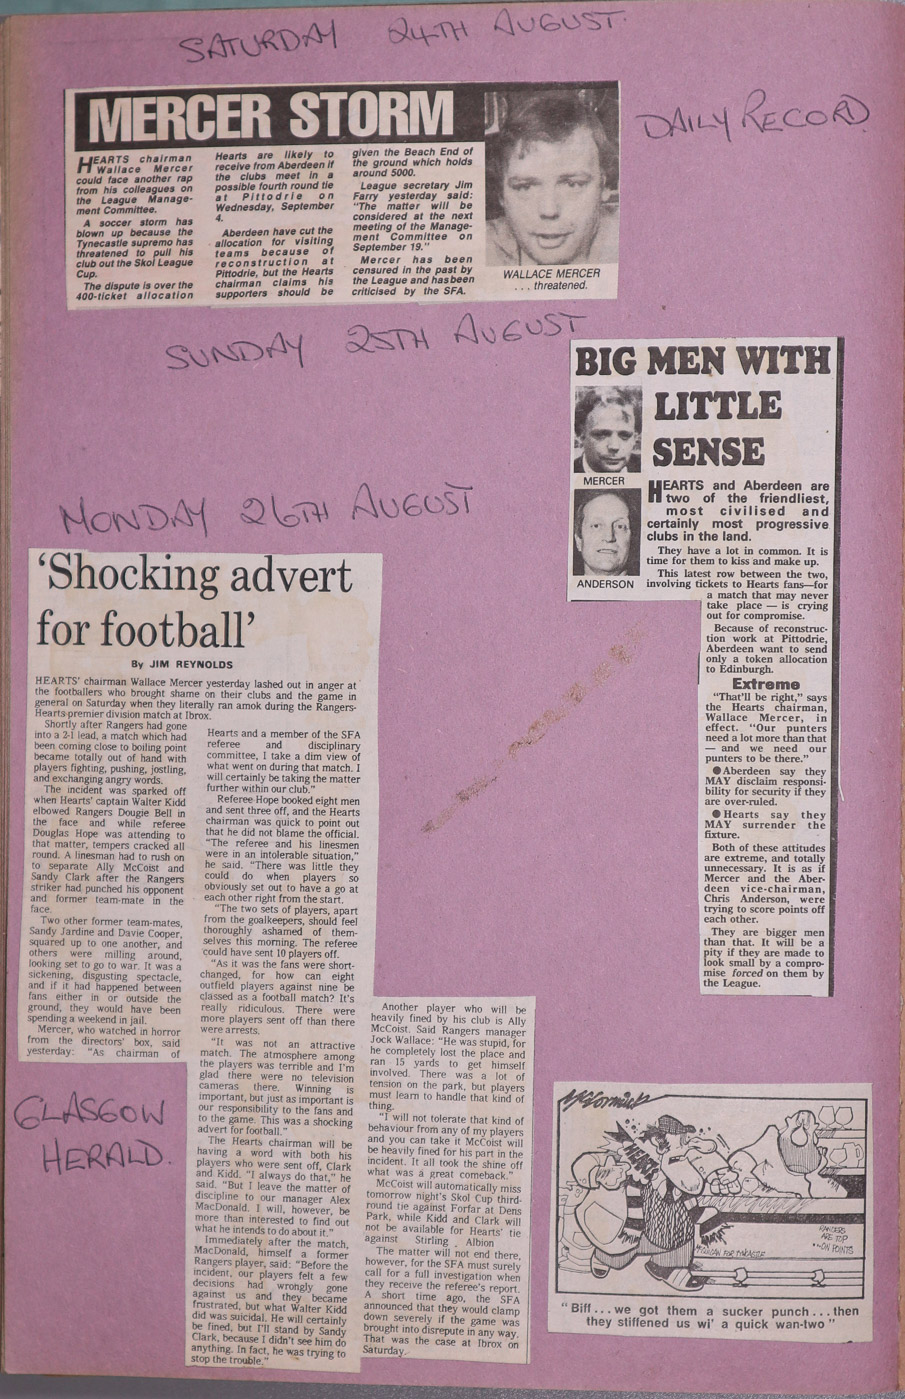 SATURDAY 24TH AUGUST.
DAILY RECORD.
MERCER STORM
HEARTS chairman
Wallace Mercer
could face another rap
from his colleagues on
the League Manage-
ment Committee.
A soccer storm has
blown up because the
Tynecastle supremo has
threatened to pull his
club out the Skol League
Cup.
The dispute is over the
400-ticket allocation
Hearts are likely to
receive from Aberdeen if
the clubs meet in a
possible fourth round tie
at Pittodrie on
Wednesday, September
4.
Aberdeen have cut the
allocation for visiting
teams because of
reconstruction at
Pittodrie, but the Hearts
chairman claims his
supporters should be
given the Beach End of
the ground which holds
around 5000.
League secretary Jim
Farry yesterday said:
"The matter will be
considered at the next
meeting of the Manage-
ment Committee on
September 19."
Mercer has been
censured in the past by
the League and has been
criticised by the SFA.
WALLACE MERCER
. . . threatened.
SUNDAY 25TH AUGUST
BIG MEN WITH
LITTLE
SENSE
MERCER
ANDERSON
HEARTS and Aberdeen are
two of the friendliest,
most civilised and
certainly most progressive
clubs in the land.
They have a lot in common. It is
time for them to kiss and make up.
This latest row between the two,
involving tickets to Hearts fans—for
a match that may never
take place — is crying
out for compromise.
Because of reconstruc-
tion work at Pittodrie,
Aberdeen want to send
only a token allocation
to Edinburgh.
Extreme
"That'll be right," says
the Hearts chairman,
Wallace Mercer, in
effect. "Our punters
need a lot more than that
— and we need our
punters to be there."
● Aberdeen say they
MAY disclaim responsi-
bility for security if they
are over-ruled.
● Hearts say they
MAY surrender the
fixture.
Both of these attitudes
are extreme, and totally
unnecessary. It is as if
Mercer and the Aber-
deen vice-chairman,
Chris Anderson, were
trying to score points off
each other.
They are bigger men
than that. It will be a
pity if they are made to
look small by a compro-
mise forced on them by
the League.
MONDAY 26TH AUGUST
'Shocking advert
for football'
By JIM REYNOLDS
HEARTS' chairman Wallace Mercer yesterday lashed out in anger at
the footballers who brought shame on their clubs and the game in
general on Saturday when they literally ran amok during the Rangers-
Hearts premier division match at Ibrox.
Shortly after Rangers had gone
into a 2-1 lead, a match which had
been coming close to boiling point
became totally out of hand with
players fighting, pushing, jostling,
and exchanging angry words.
The incident was sparked off
when Hearts' captain Walter Kidd
elbowed Rangers Dougie Bell in
the face and while referee
Douglas Hope was attending to
that matter, tempers cracked all
round. A linesman had to rush on
to separate Ally McCoist and
Sandy Clark after the Rangers
striker had punched his opponent
and former team-mate in the
face.
Two other former team-mates,
Sandy Jardine and Davie Cooper,
squared up to one another, and
others were milling around,
looking set to go to war. It was a
sickening, disgusting spectacle,
and if it had happened between
fans either in or outside the
ground, they would have been
spending a weekend in jail.
Mercer, who watched in horror
from the directors' box, said
yesterday: "As chairman of
Hearts and a member of the SFA
referee and disciplinary
committee, I take a dim view of
what went on during that match. I
will certainly be taking the matter
further within our club."
Referee Hope booked eight men
and sent three off, and the Hearts
chairman was quick to point out
that he did not blame the official.
"The referee and his linesmen
were in an intolerable situation,"
he said. "There was little they
could do when players so
obviously set out to have a go at
each other right from the start.
"The two sets of players, apart
from the goalkeepers, should feel
thoroughly ashamed of them-
selves this morning. The referee
could have sent 10 players off.
"As it was the fans were short-
changed, for how can eight
outfield players against nine be
classed as a football match? It's
really ridiculous. There were
more players sent off than there
were arrests.
"It was not an attractive
match. The atmosphere among
the players was terrible and I'm
glad there were no television
cameras there. Winning is
important, but just as important is
our responsibility to the fans and
to the game. This was a shocking
advert for football."
The Hearts chairman will be
having a word with both his
players who were sent off, Clark
and Kidd. "I always do that," he
said. "But I leave the matter of
discipline to our manager Alex
MacDonald. I will, however, be
more than interested to find out
what he intends to do about it."
Immediately after the match,
MacDonald, himself a former
Rangers player, said: "Before the
incident, our players felt a few
decisions had wrongly gone
against us and they became
frustrated, but what Walter Kidd
did was suicidal. He will certainly
be fined, but I'll stand by Sandy
Clark, because I didn't see him do
anything. In fact, he was trying to
stop the trouble."
Another player who will be
heavily fined by his club is Ally
McCoist. Said Rangers manager
Jock Wallace: "He was stupid, for
he completely lost the place and
ran 15 yards to get himself
involved. There was a lot of
tension on the park, but players
must learn to handle that kind of
thing.
"I will not tolerate that kind of
behaviour from any of my players
and you can take it McCoist will
be heavily fined for his part in the
incident. It all took the shine off
what was a great comeback."
McCoist will automatically miss
tomorrow night's Skol Cup third-
round tie against Forfar at Dens
Park, while Kidd and Clark will
not be available for Hearts' tie
against Stirling Albion
The matter will not end there,
however, for the SFA must surely
call for a full investigation when
they receive the referee's report.
A short time ago, the SFA
announced that they would clamp
down severely if the game was
brought into disrepute in any way.
That was the case at Ibrox on
Saturday.
GLASGOW
HERALD.
McCormick
HEARTS
RANGERS
ARE TOP
- ON POINTS
"Biff . . . we got them a sucker punch . . . then
they stiffened us wi' a quick wan-two"